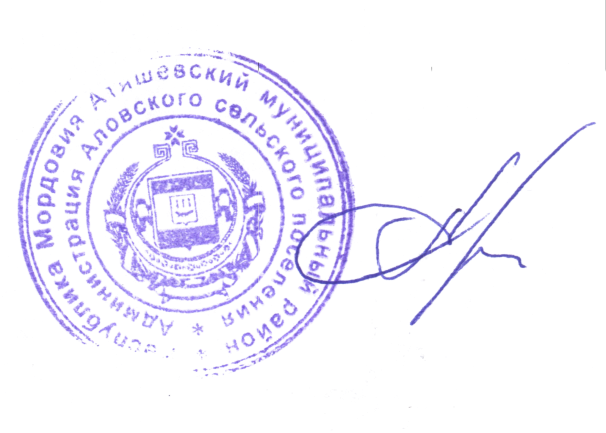 Республика Мордовия Атяшевский муниципальный район *
Администрация Аловского сельского поселения *